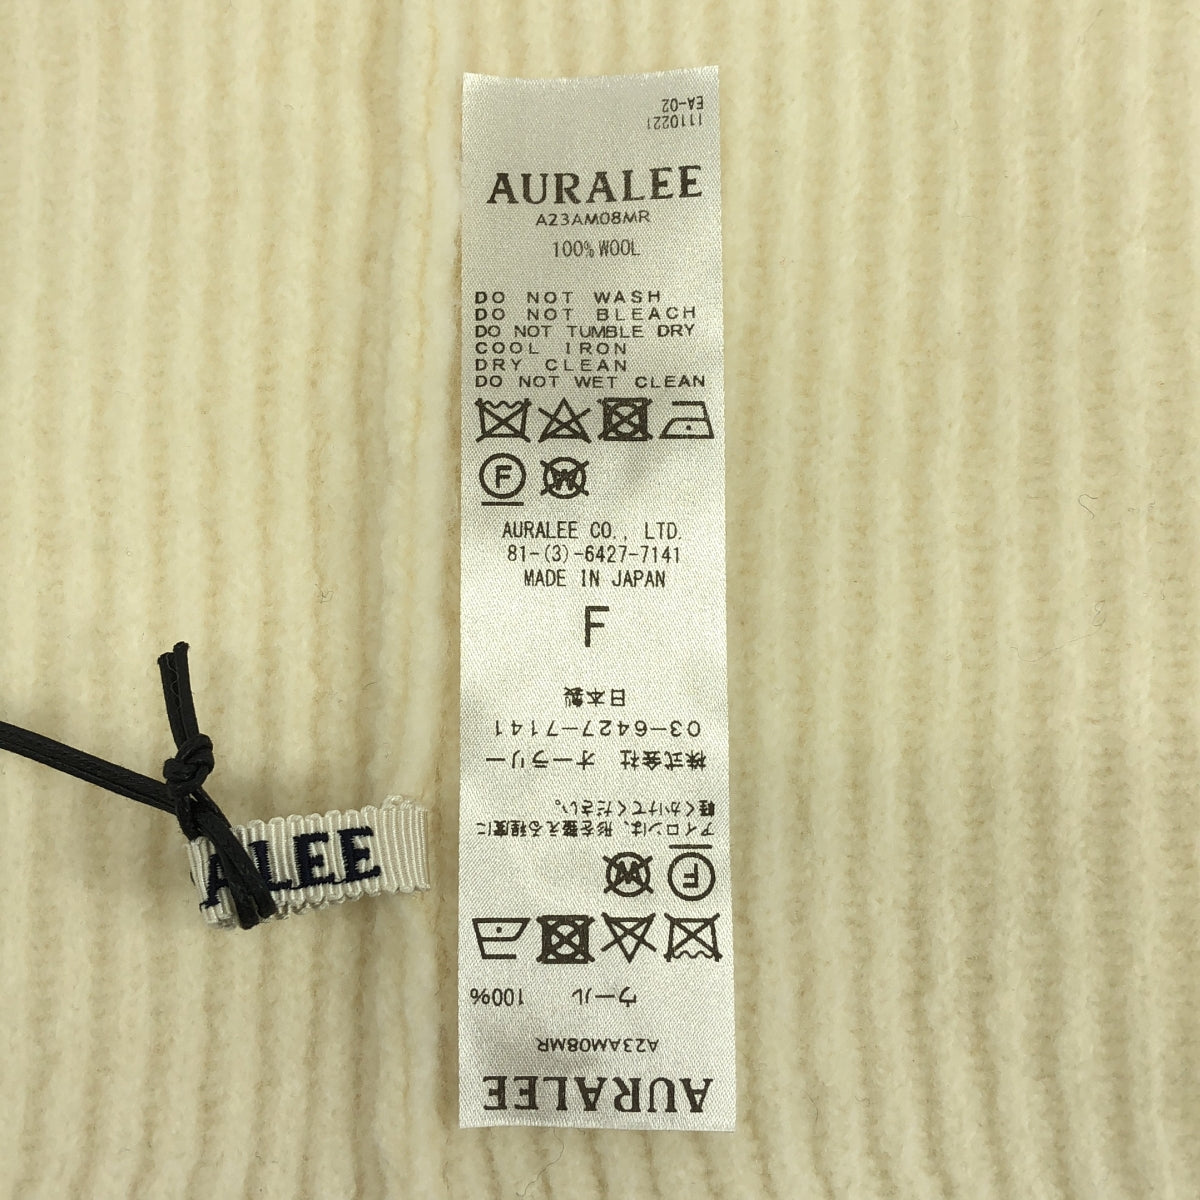 EA-02
1110221
AURALEE
A23AM08MR
100% WOOL
DO NOT WASH
DO NOT BLEACH
DO NOT TUMBLE DRY
COOL IRON
DRY CLEAN
DO NOT WET CLEAN
F W
AURALEE CO., LTD.
81-(3)-6427-7141
MADE IN JAPAN
F
AURALEE
A23AM08MR
ウール 100%
F W
アイロンは、形を整える程度に
軽くかけてください。
株式会社 オーラリー
03-6427-7141
日本製
ALEE